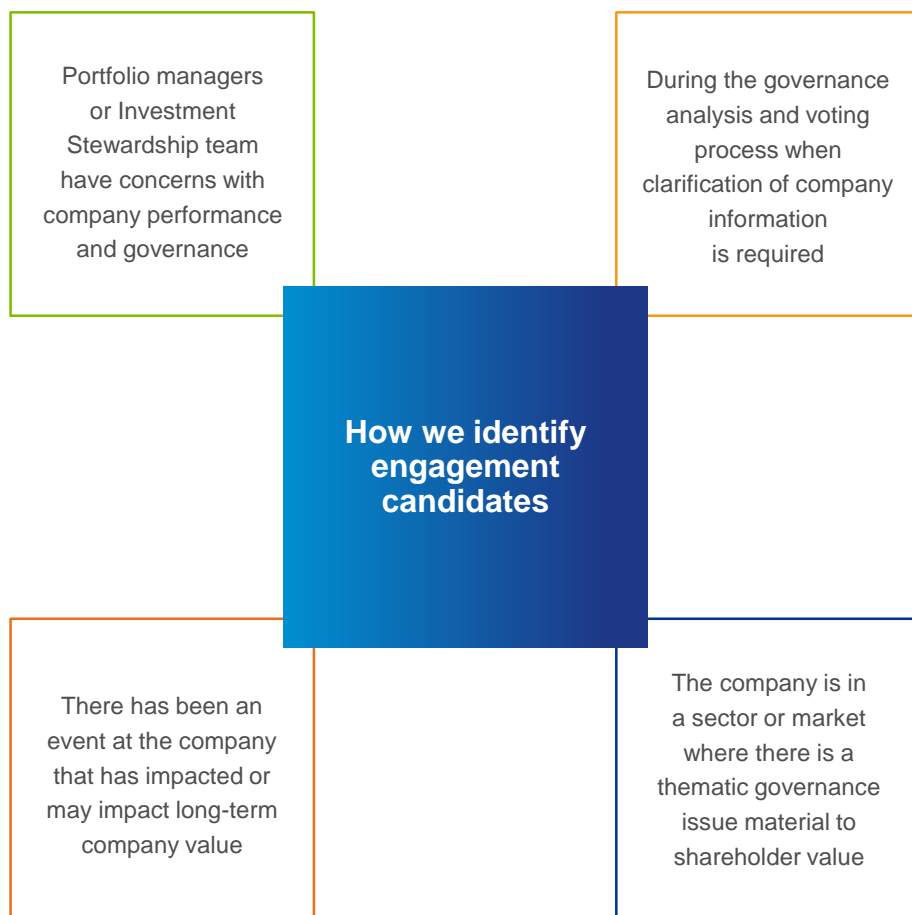 Portfolio managers
or Investment
Stewardship team
have concerns with
company performance
and governance
During the governance
analysis and voting
process when
clarification of company
information
is required
How we identify
engagement
candidates
There has been an
event at the company
that has impacted or
may impact long-term
company value
The company is in
a sector or market
where there is a
thematic governance
issue material to
shareholder value